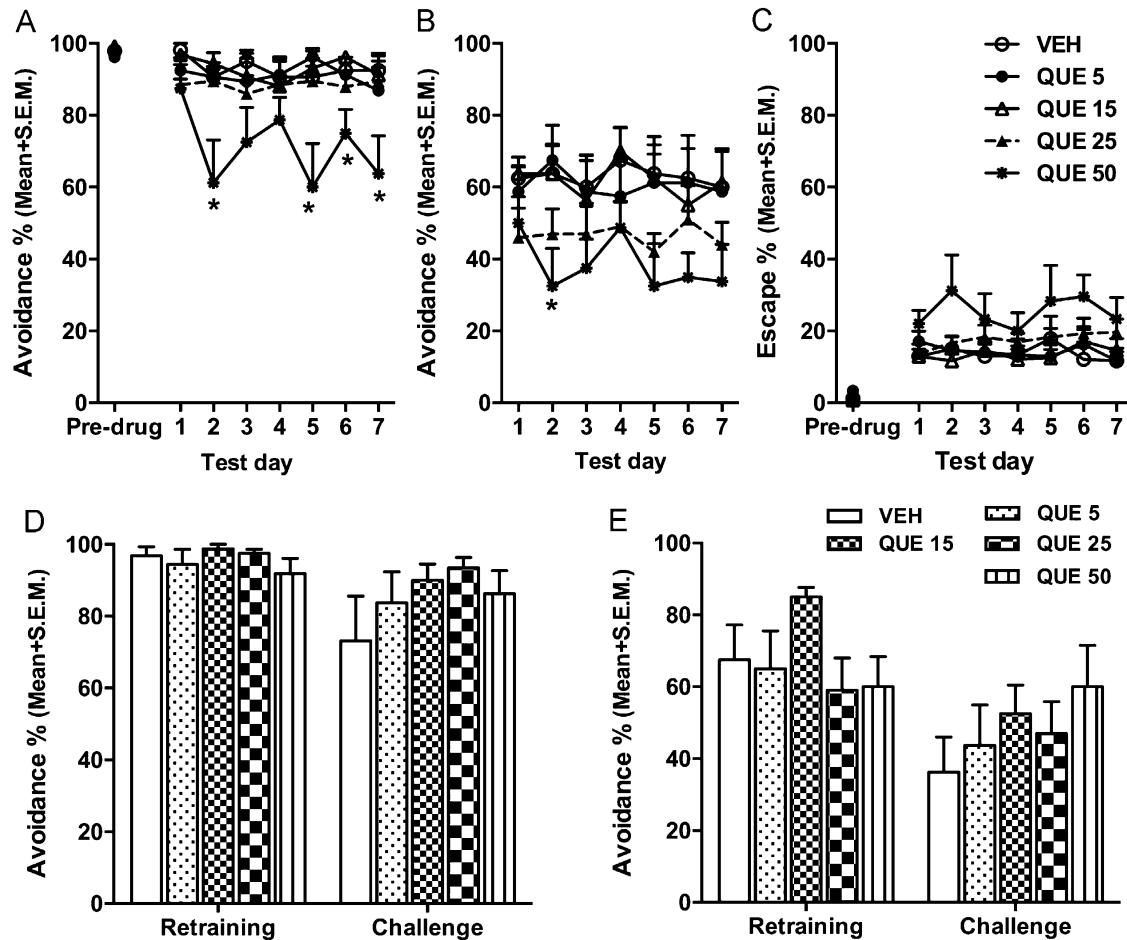 A
Avoidance % (Mean+S.E.M.)
100
80
60
40
20
0
*
*
*
*
Pre-drug 1 2 3 4 5 6 7
Test day
B
Avoidance % (Mean+S.E.M.)
100
80
60
40
20
0
*
1 2 3 4 5 6 7
Test day
C
Escape % (Mean+S.E.M.)
100
80
60
40
20
0
VEH
QUE 5
QUE 15
QUE 25
QUE 50
Pre-drug 1 2 3 4 5 6 7
Test day
D
Avoidance % (Mean+S.E.M.)
100
80
60
40
20
0
Retraining Challenge
E
Avoidance % (Mean+S.E.M.)
100
80
60
40
20
0
VEH
QUE 5
QUE 15
QUE 25
QUE 50
Retraining Challenge